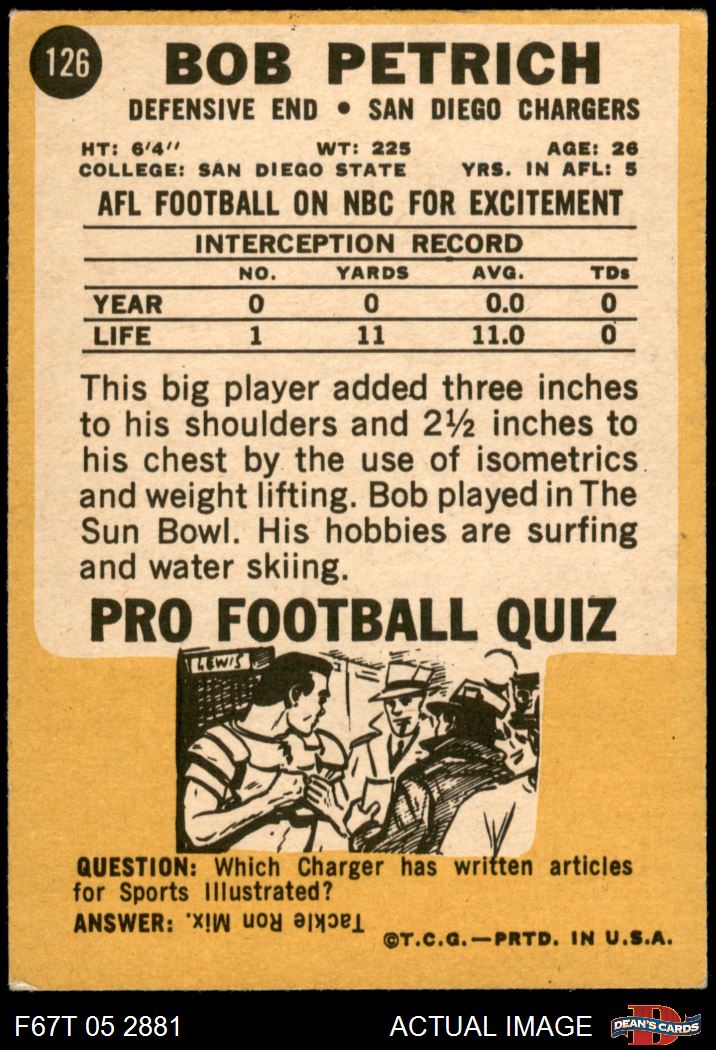 126
BOB PETRICH
DEFENSIVE END • SAN DIEGO CHARGERS
HT: 6'4" WT: 225 AGE: 26
COLLEGE: SAN DIEGO STATE YRS. IN AFL: 5
AFL FOOTBALL ON NBC FOR EXCITEMENT
INTERCEPTION RECORD
NO. YARDS AVG. TDs
YEAR 0 0 0.0 0
LIFE 1 11 11.0 0
This big player added three inches
to his shoulders and 2½ inches to
his chest by the use of isometrics
and weight lifting. Bob played in The
Sun Bowl. His hobbies are surfing
and water skiing.
PRO FOOTBALL QUIZ
LEWIS
QUESTION: Which Charger has written articles
for Sports Illustrated?
ANSWER: Tackle Ron Mix.
©T.C.G.—PRTD. IN U.S.A.
F67T 05 2881 ACTUAL IMAGE DEAN'S CARDS